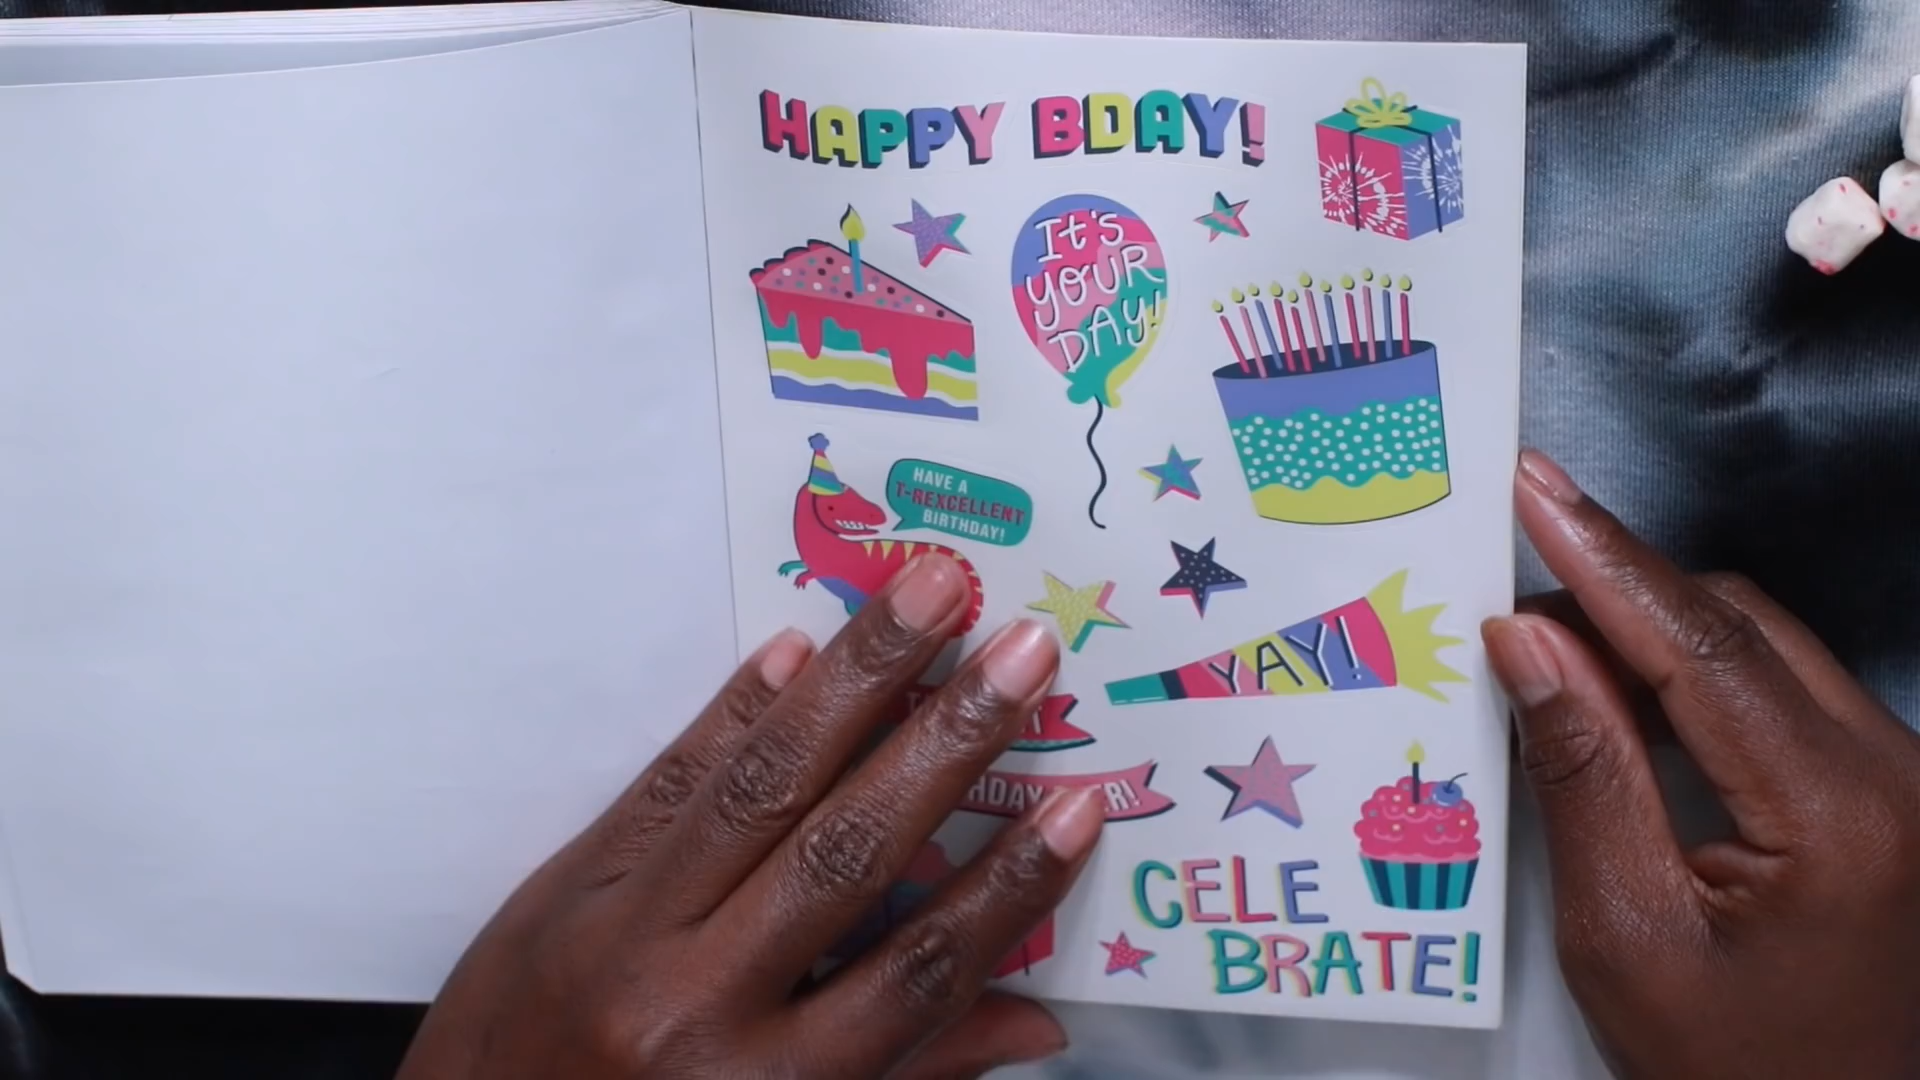 HAPPY BDAY!
It's
YOUR
DAY!
HAVE A
T-REXCELLENT
BIRTHDAY!
YAY!
CELE
BRATE!